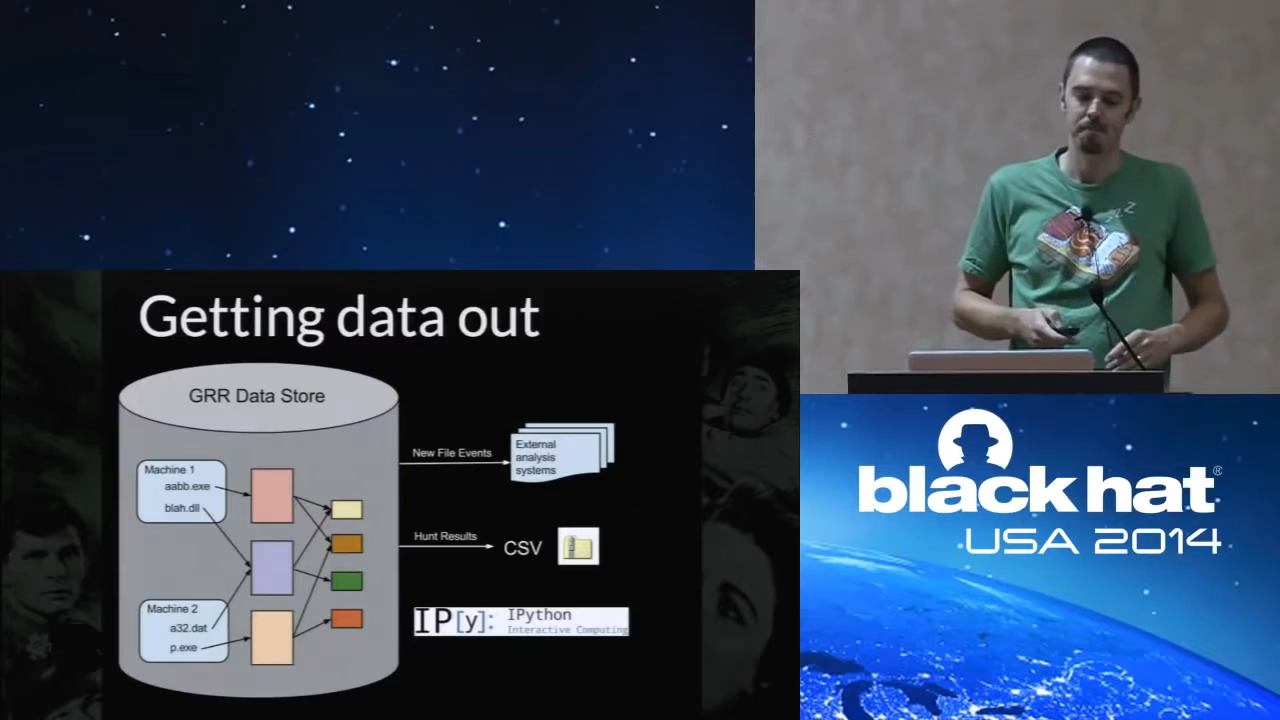 Getting data out
GRR Data Store
Machine 1
aabb.exe
blah.dll
Machine 2
a32.dat
p.exe
New File Events
External
analysis
systems
Hunt Results
CSV
IP[y]:
IPython
Interactive Computing
zZZ
black hat®
USA 2014